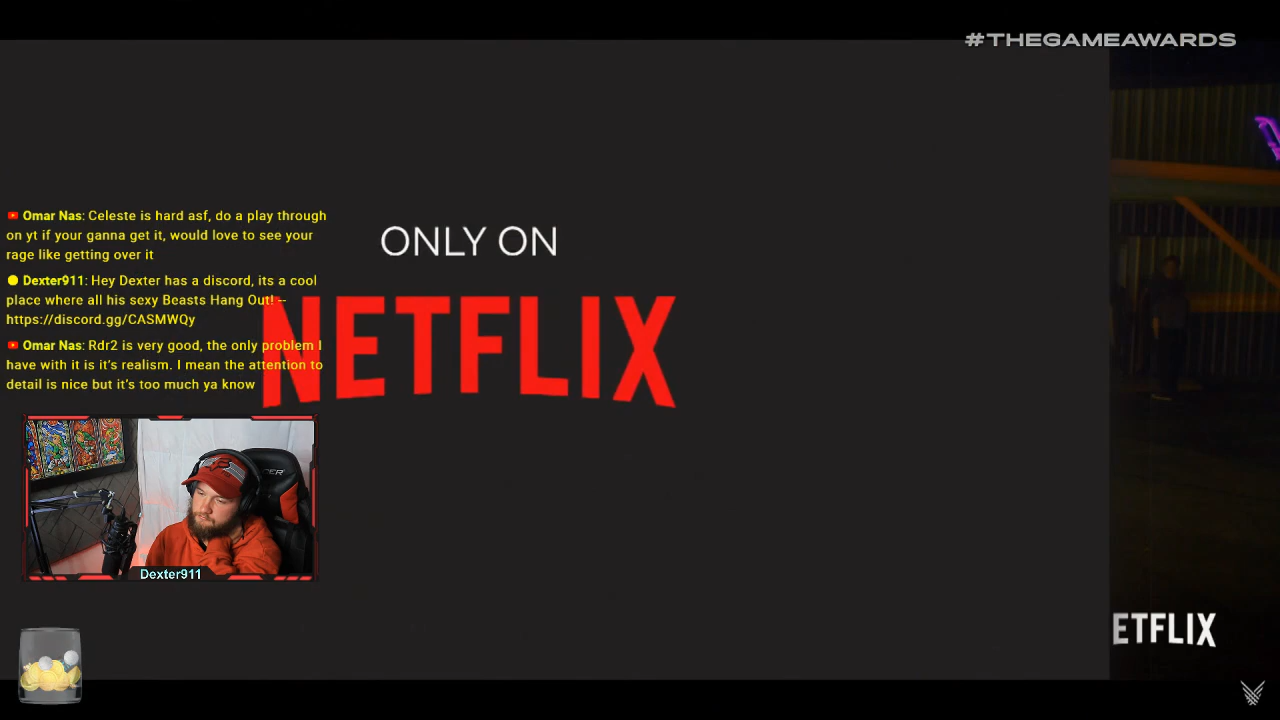 #THEGAMEAWARDS
Omar Nas: Celeste is hard asf, do a play through
on yt if your ganna get it, would love to see your
rage like getting over it
Dexter911: Hey Dexter has a discord, its a cool
place where all his sexy Beasts Hang Out! --
https://discord.gg/CASMWQy
Omar Nas: Rdr2 is very good, the only problem I
have with it is it's realism. I mean the attention to
detail is nice but it's too much ya know
ONLY ON
NETFLIX
Dexter911
ETFLIX